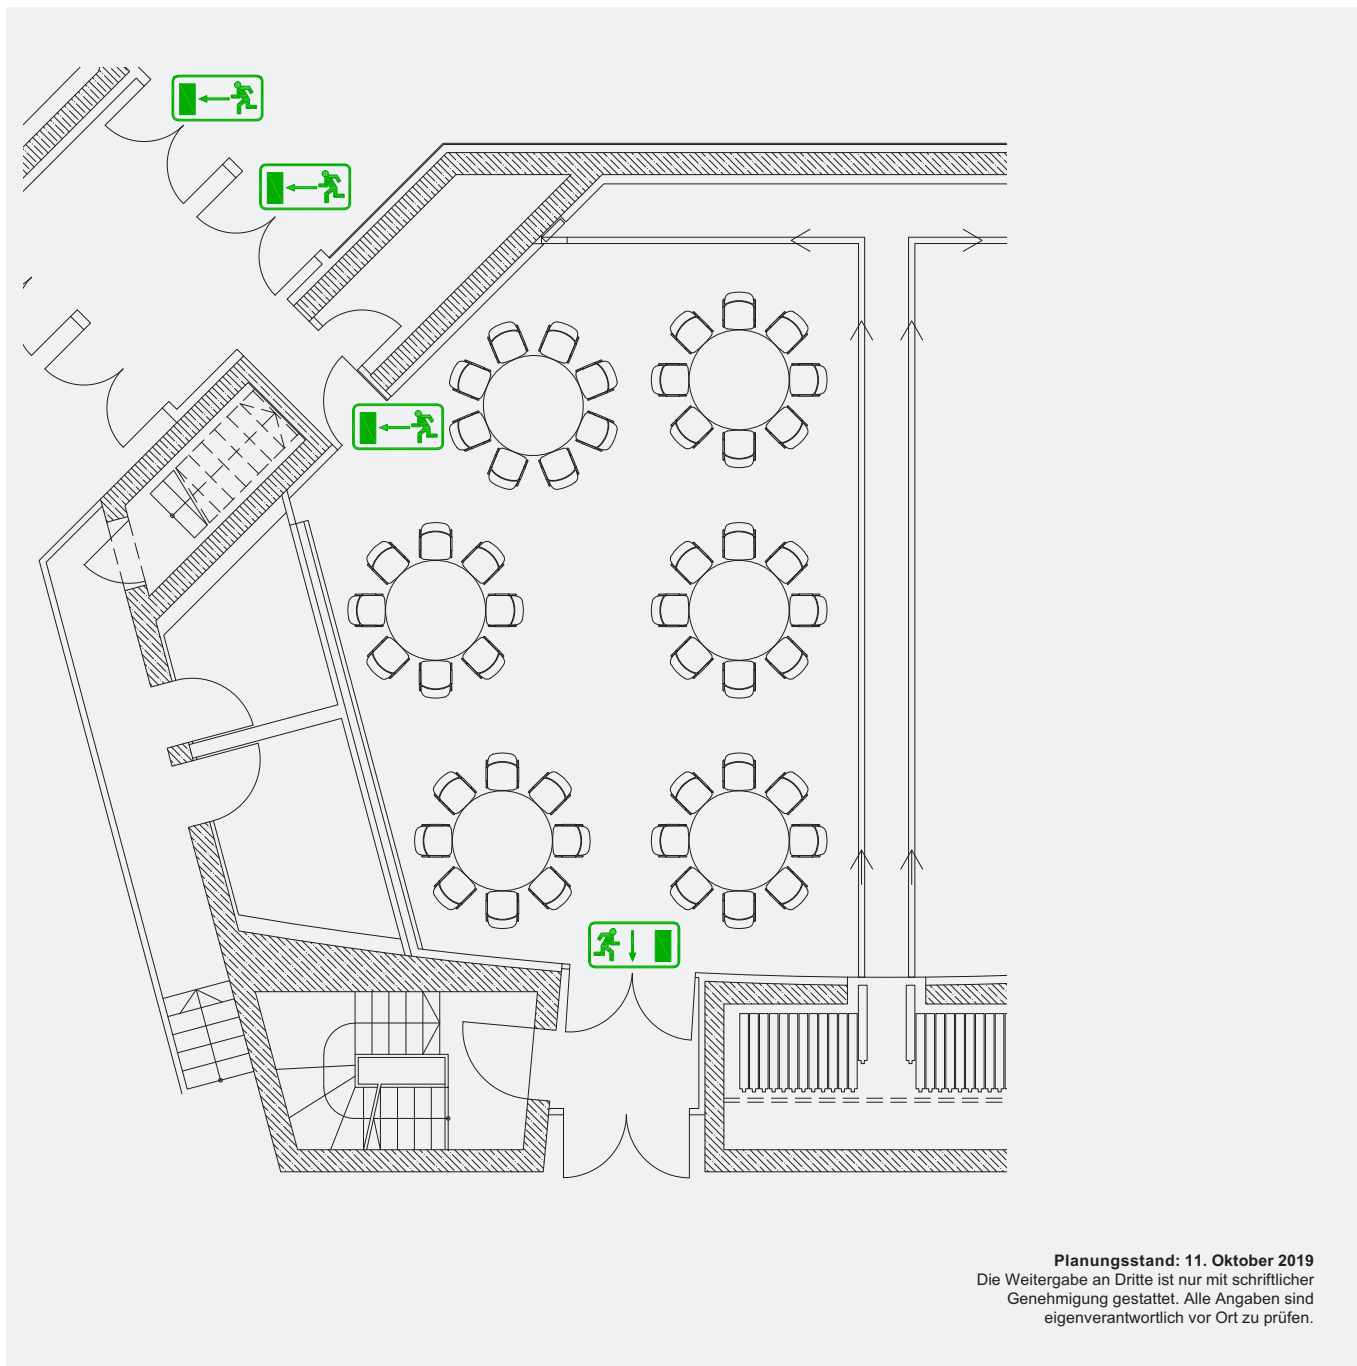 Planungsstand: 11. Oktober 2019
Die Weitergabe an Dritte ist nur mit schriftlicher
Genehmigung gestattet. Alle Angaben sind
eigenverantwortlich vor Ort zu prüfen.